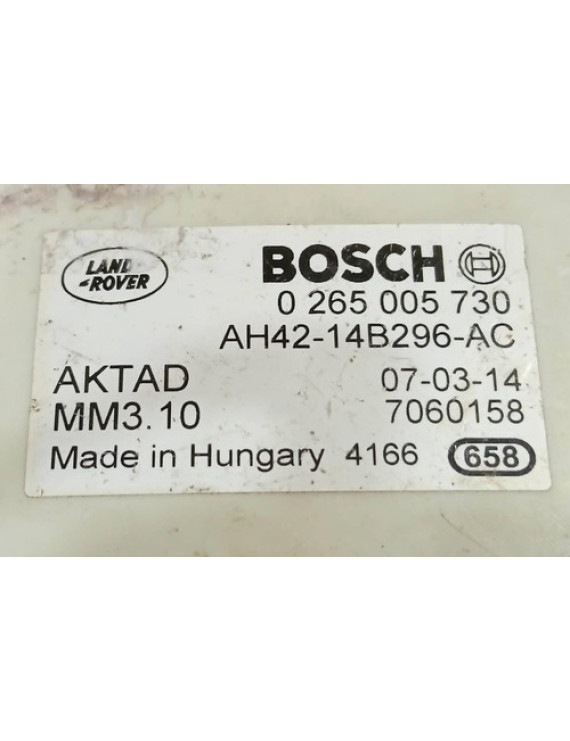 LAND
-ROVER
BOSCH
0 265 005 730
AH42-14B296-AC
AKTAD 07-03-14
MM3.10 7060158
Made in Hungary 4166 658